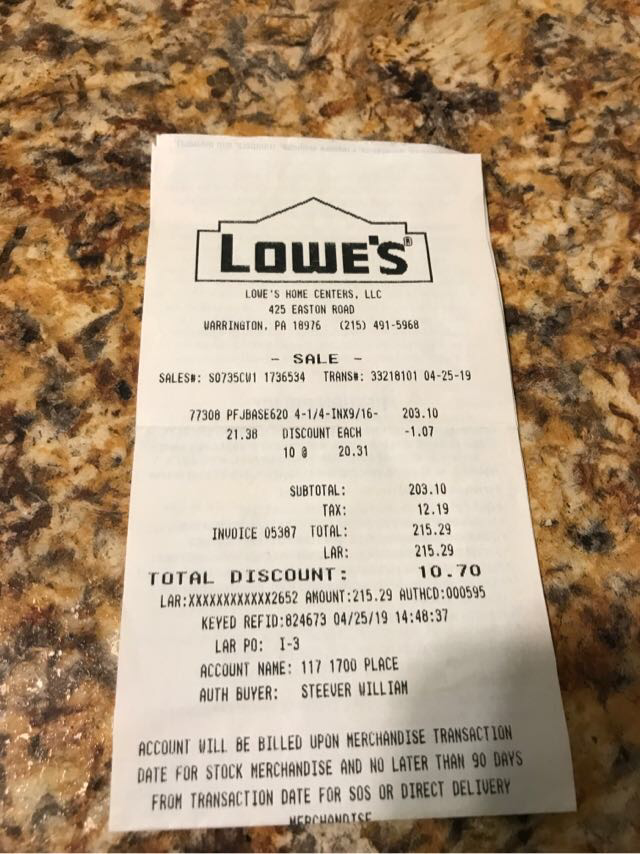 LOWE'S®
LOWE'S HOME CENTERS, LLC
425 EASTON ROAD
WARRINGTON, PA 18976 (215) 491-5968
- SALE -
SALES#: S0735CW1 1736534 TRANS#: 33218101 04-25-19
77308 PFJBASE620 4-1/4-INX9/16- 203.10
21.38 DISCOUNT EACH -1.07
10 @ 20.31
SUBTOTAL: 203.10
TAX: 12.19
INVOICE 05387 TOTAL: 215.29
LAR: 215.29
TOTAL DISCOUNT: 10.70
LAR:XXXXXXXXXXXX2652 AMOUNT:215.29 AUTHCD:000595
KEYED REFID:824673 04/25/19 14:48:37
LAR PO: I-3
ACCOUNT NAME: 117 1700 PLACE
AUTH BUYER: STEEVER WILLIAM
ACCOUNT WILL BE BILLED UPON MERCHANDISE TRANSACTION
DATE FOR STOCK MERCHANDISE AND NO LATER THAN 90 DAYS
FROM TRANSACTION DATE FOR SOS OR DIRECT DELIVERY
MERCHANDISE